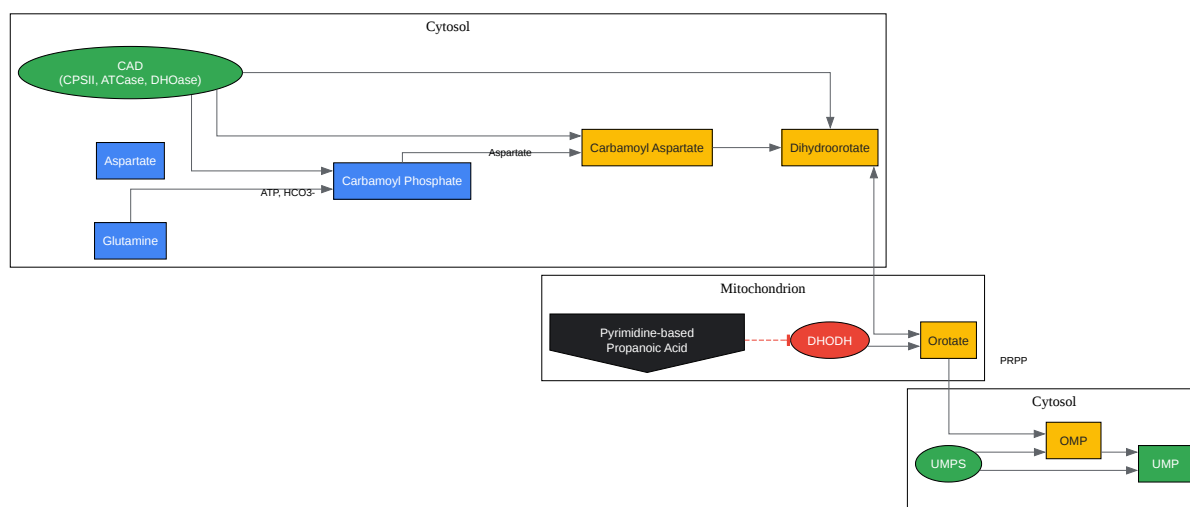 Cytosol
CAD
(CPSII, ATCase, DHOase)
Carbamoyl Aspartate
Dihydroorotate
Aspartate
Aspartate
Carbamoyl Phosphate
ATP, HCO3-
Glutamine
Mitochondrion
Pyrimidine-based
Propanoic Acid
DHODH
Orotate
PRPP
Cytosol
OMP
UMPS
UMP